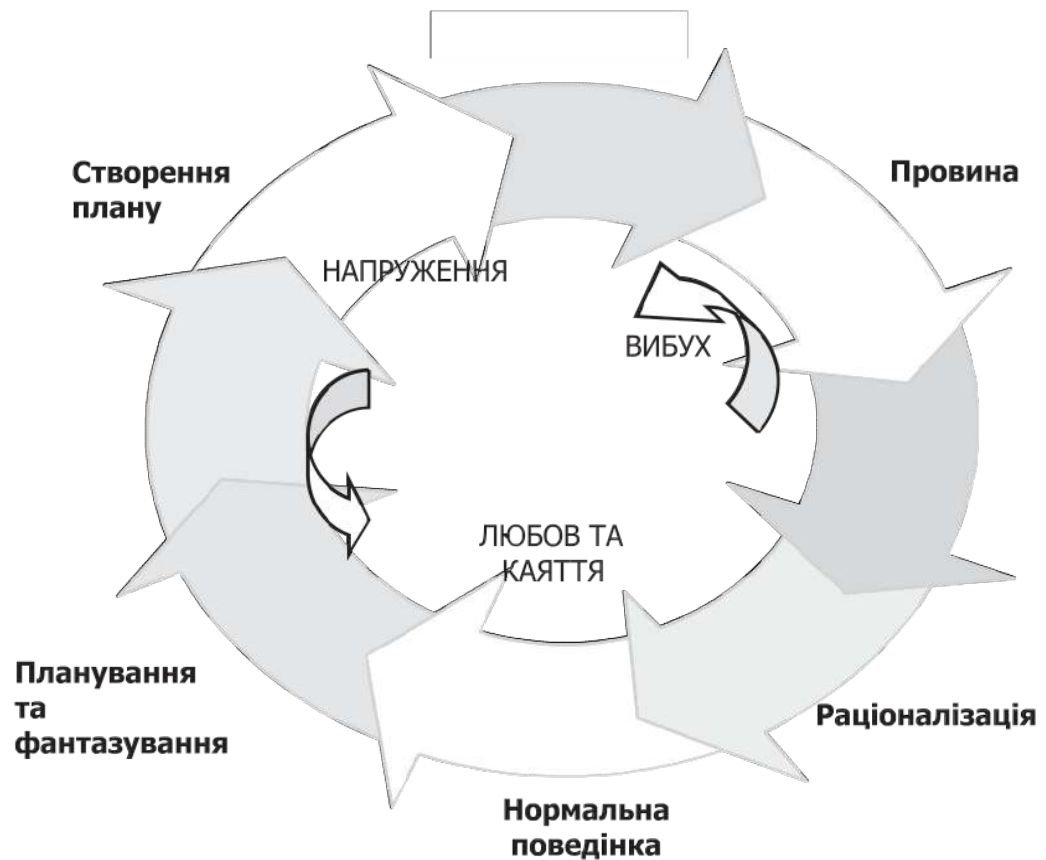 Створення
плану
Провина
НАПРУЖЕННЯ
ВИБУХ
ЛЮБОВ ТА
КАЯТТЯ
Планування
та
фантазування
Раціоналізація
Нормальна
поведінка